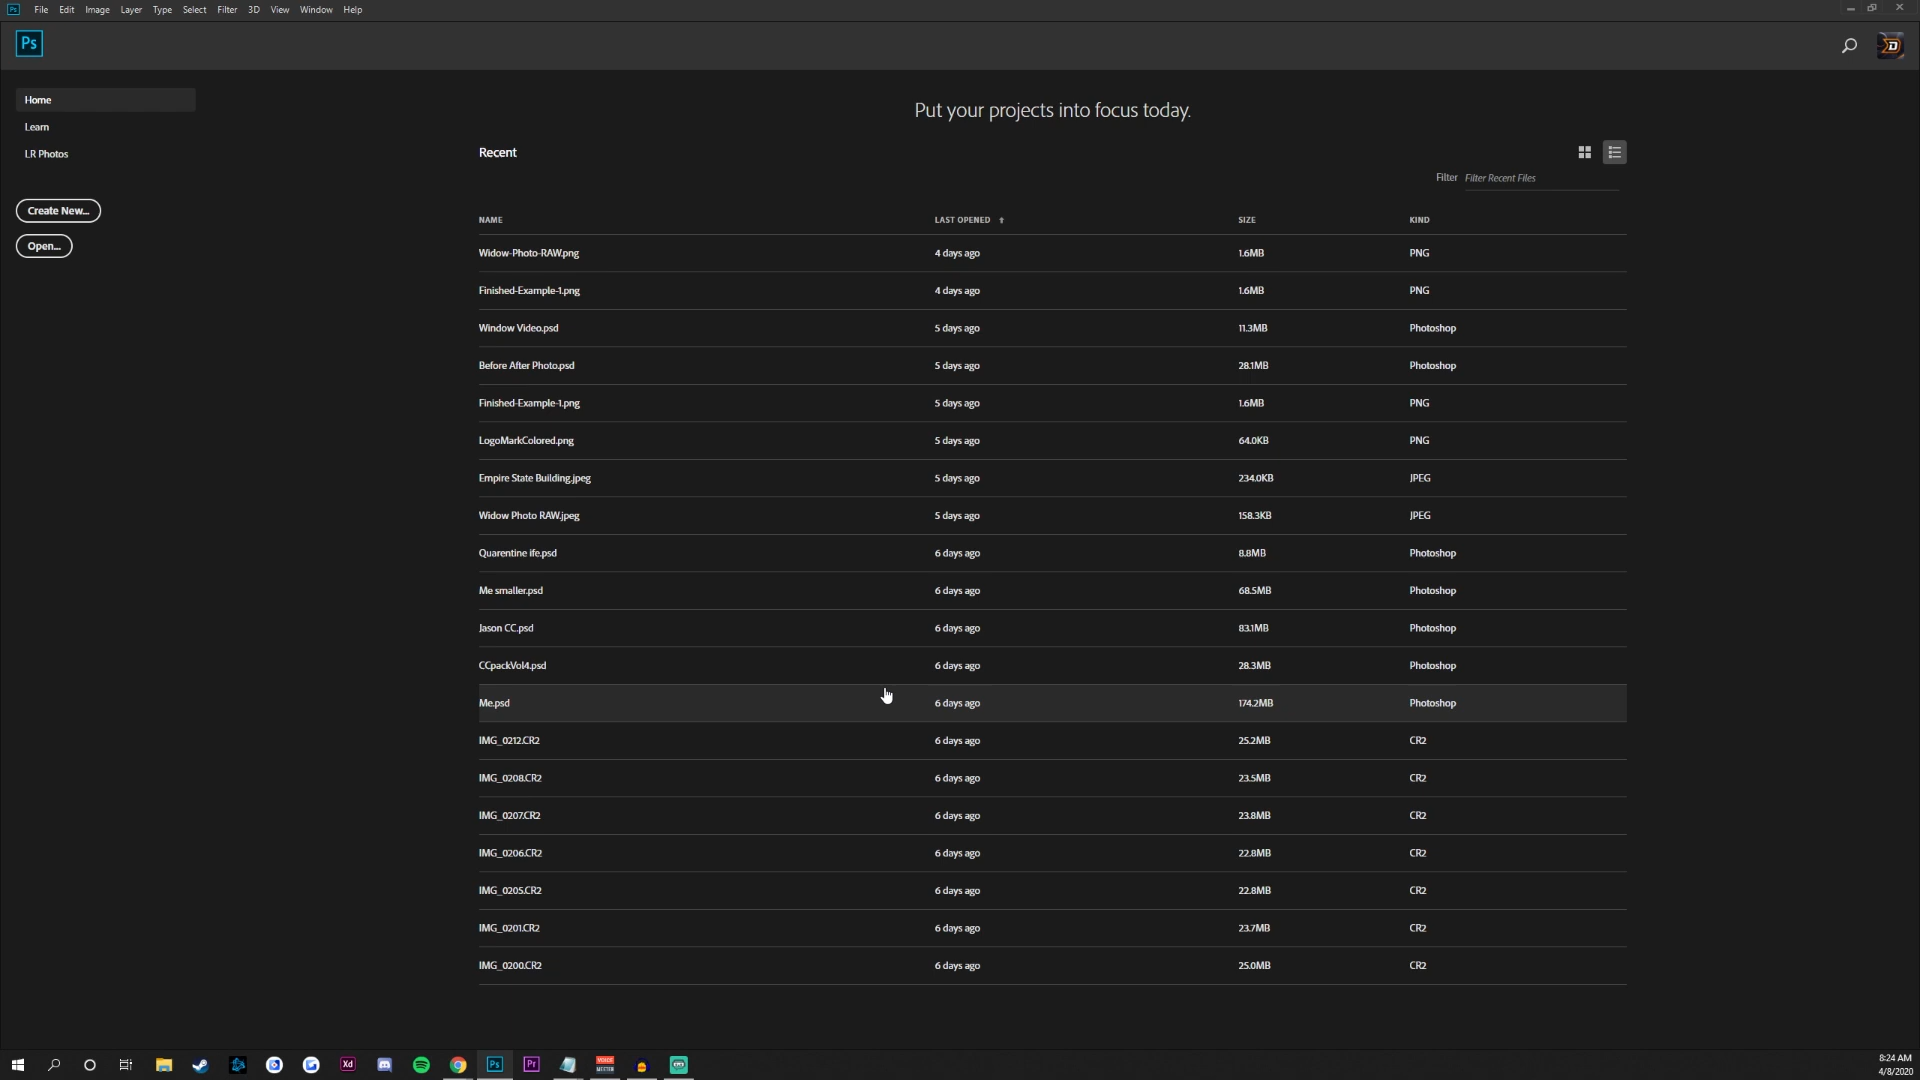 Ps File Edit Image Layer Type Select Filter 3D View Window Help
Ps
D
Home
Learn
LR Photos
Create New...
Open...
Put your projects into focus today.
Recent
Filter Filter Recent Files
NAME LAST OPENED SIZE KIND
Widow-Photo-RAW.png 4 days ago 1.6MB PNG
Finished-Example-1.png 4 days ago 1.6MB PNG
Window Video.psd 5 days ago 11.3MB Photoshop
Before After Photo.psd 5 days ago 28.1MB Photoshop
Finished-Example-1.png 5 days ago 1.6MB PNG
LogoMarkColored.png 5 days ago 64.0KB PNG
Empire State Building.jpeg 5 days ago 234.0KB JPEG
Widow Photo RAW.jpeg 5 days ago 158.3KB JPEG
Quarentine ife.psd 6 days ago 8.8MB Photoshop
Me smaller.psd 6 days ago 68.5MB Photoshop
Jason CC.psd 6 days ago 83.1MB Photoshop
CCpackVol4.psd 6 days ago 28.3MB Photoshop
Me.psd 6 days ago 174.2MB Photoshop
IMG_0212.CR2 6 days ago 25.2MB CR2
IMG_0208.CR2 6 days ago 23.5MB CR2
IMG_0207.CR2 6 days ago 23.8MB CR2
IMG_0206.CR2 6 days ago 22.8MB CR2
IMG_0205.CR2 6 days ago 22.8MB CR2
IMG_0201.CR2 6 days ago 23.7MB CR2
IMG_0200.CR2 6 days ago 25.0MB CR2
Xd Ps Pr VOICE MEETER
8:24 AM
4/8/2020